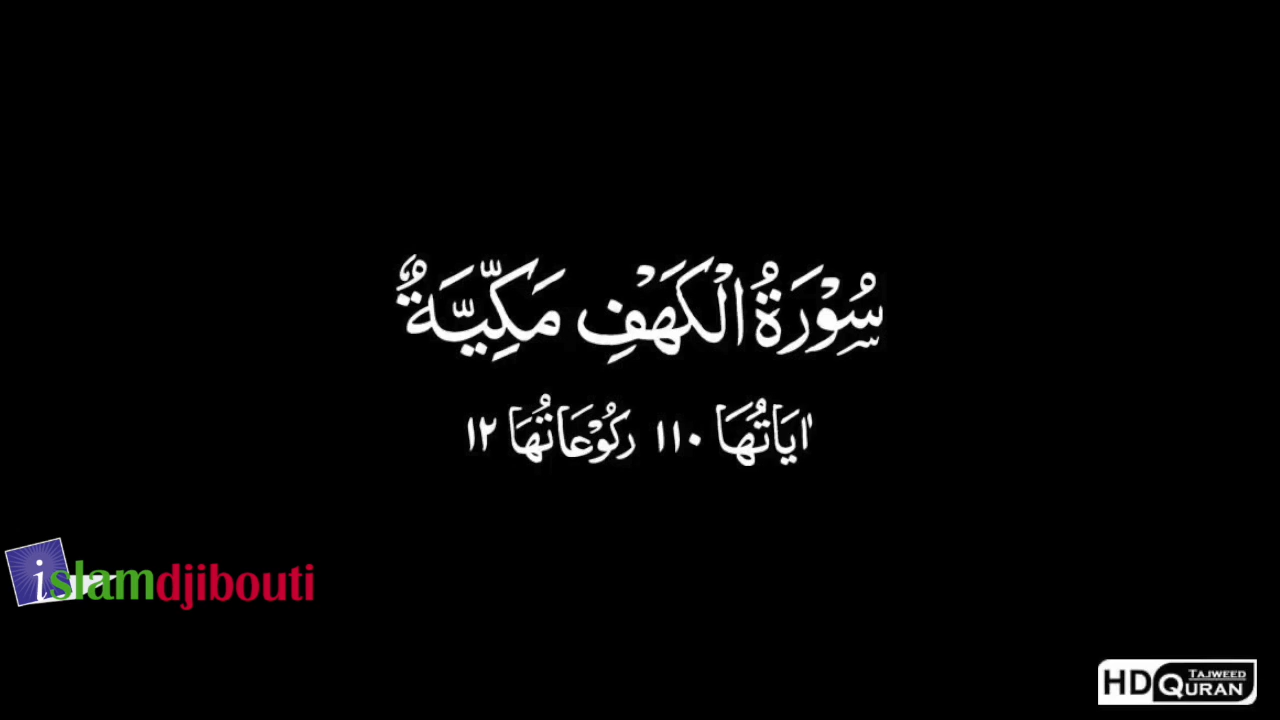 سُوْرَةُ الْكَهْفِ مَكِّيَّةٌ
اٰيَاتُهَا ١١٠ رُكُوْعَاتُهَا ١٢
islamdjibouti
HD TAJWEED QURAN